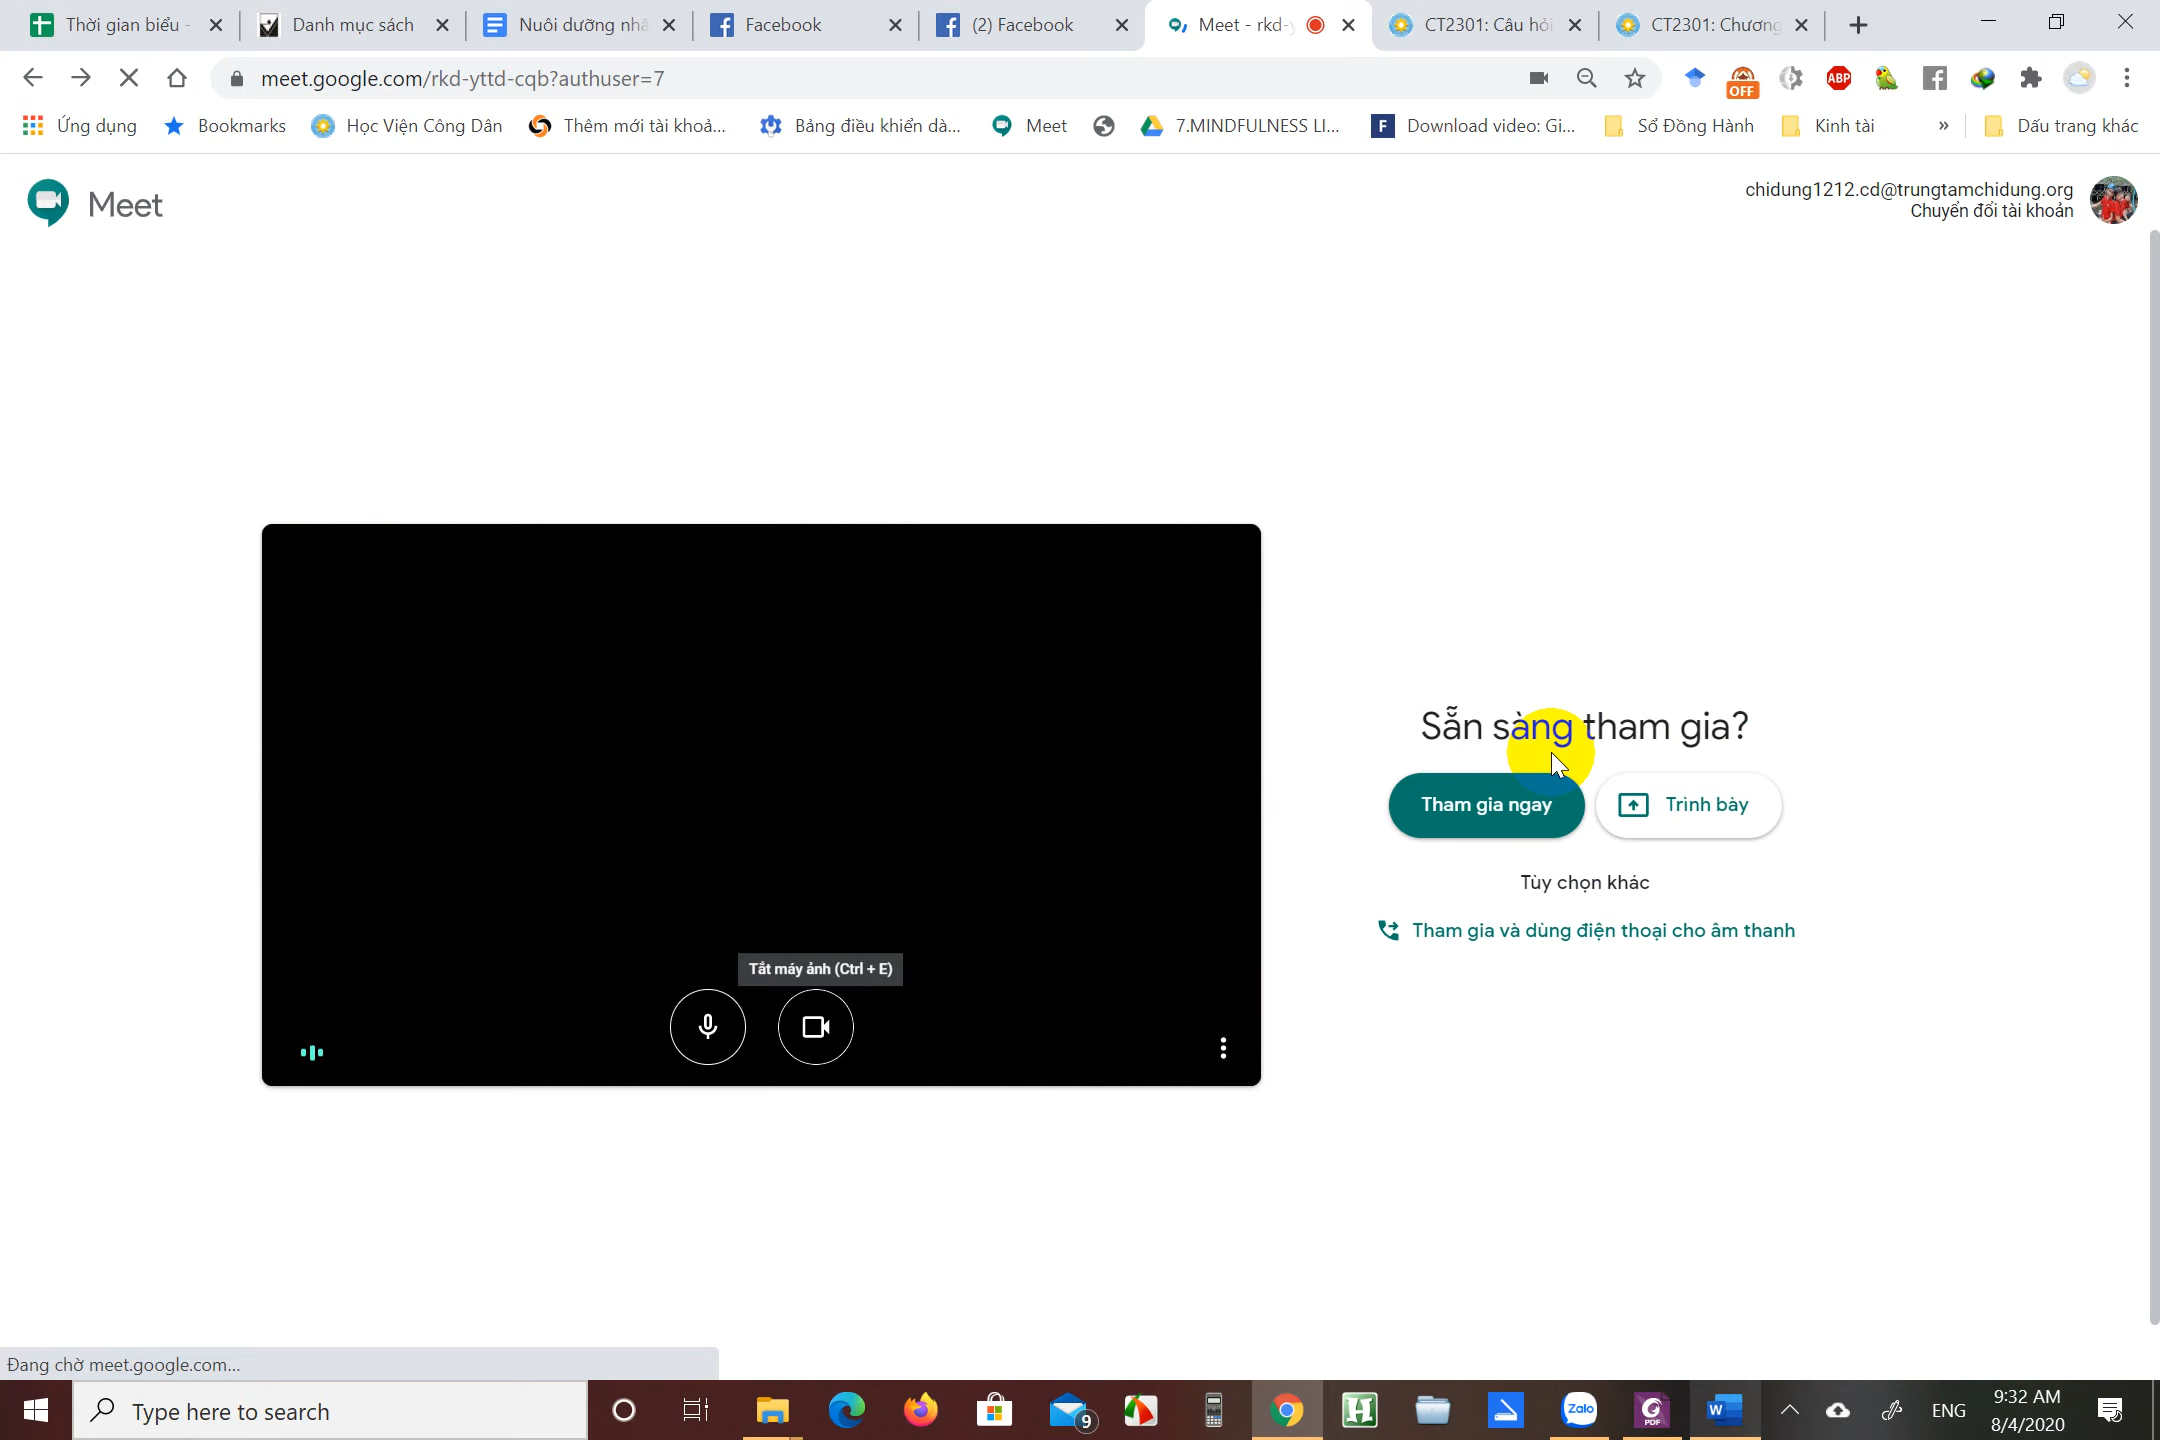 Thời gian biểu -
Danh mục sách
Nuôi dưỡng nhâ
Facebook
(2) Facebook
Meet - rkd-y
CT2301: Câu hỏi
CT2301: Chương
meet.google.com/rkd-yttd-cqb?authuser=7
OFF
ABP
Ứng dụng
Bookmarks
Học Viện Công Dân
Thêm mới tài khoả...
Bảng điều khiển dà...
Meet
7.MINDFULNESS LI...
F
Download video: Gi...
Sổ Đồng Hành
Kinh tài
»
Dấu trang khác
Meet
chidung1212.cd@trungtamchidung.org
Chuyển đổi tài khoản
Sẵn sàng tham gia?
Tham gia ngay
Trình bày
Tùy chọn khác
Tham gia và dùng điện thoại cho âm thanh
Tắt máy ảnh (Ctrl + E)
Đang chờ meet.google.com...
Type here to search
9
Zalo
PDF
W
ENG
9:32 AM
8/4/2020